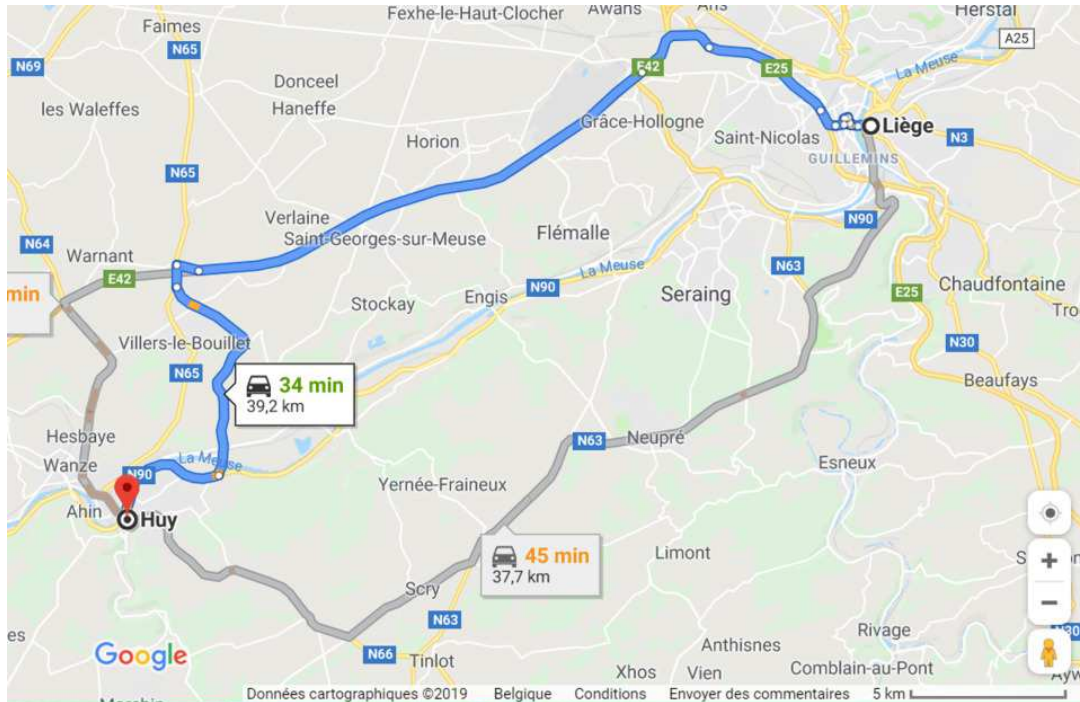 Fexhe-le-Haut-Clocher
Awans
Ans
Herstal
Faimes
N65
A25
N69
E42
E25
La Meuse
Donceel
les Waleffes
Haneffe
Grâce-Hollogne
Liège
Horion
Saint-Nicolas
N3
GUILLEMINS
N65
Verlaine
N90
Saint-Georges-sur-Meuse
Flémalle
N64
Warnant
N63
La Meuse
E42
N90
Chaudfontaine
min
Stockay
Engis
Seraing
E25
Villers-le-Bouillet
N30
N65
34 min
39,2 km
Beaufays
Hesbaye
N63
Neupré
Wanze
La Meuse
Esneux
N90
Yernée-Fraineux
Ahin
Huy
45 min
37,7 km
Limont
Scry
N63
Rivage
N30
Google
N66
Tinlot
Anthisnes
Xhos
Vien
Comblain-au-Pont
Données cartographiques ©2019 Belgique Conditions Envoyer des commentaires 5 km